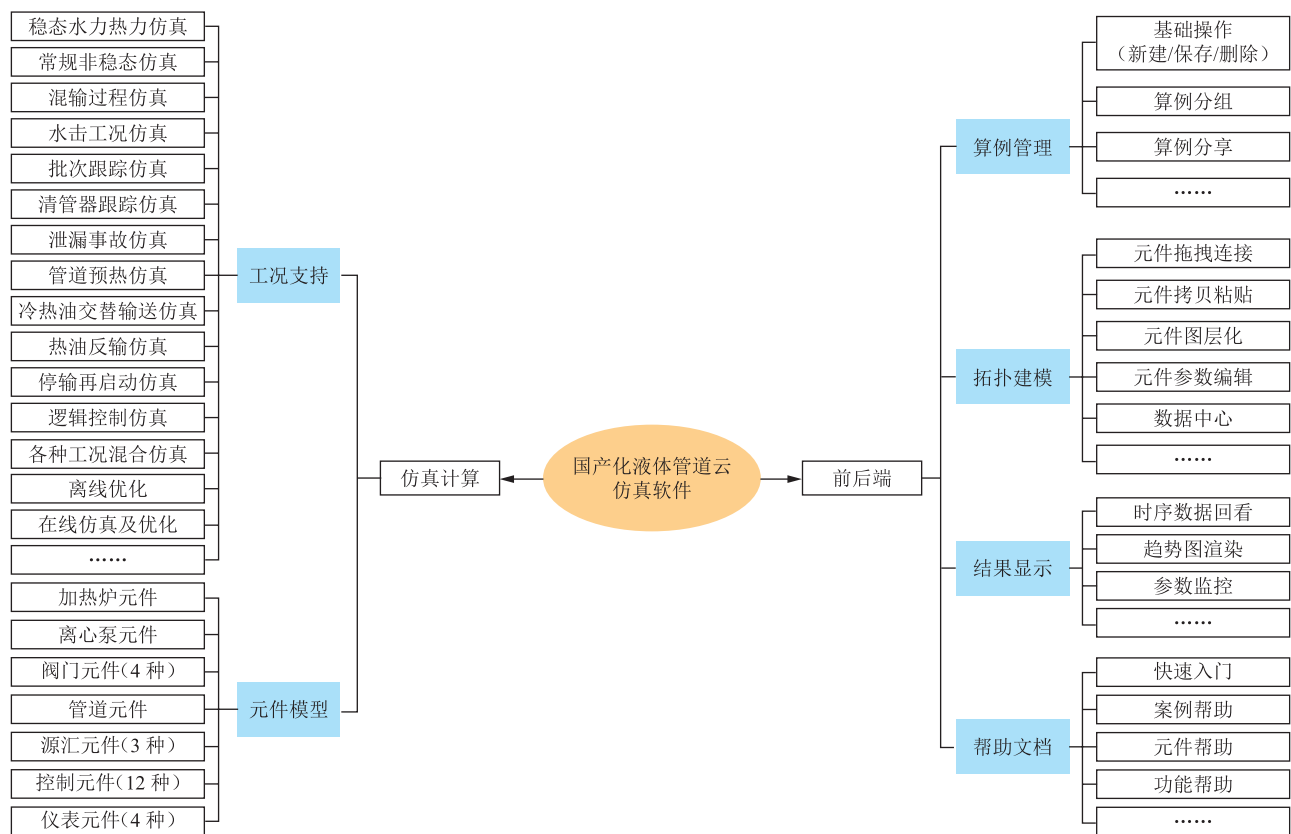 稳态水力热力仿真
常规非稳态仿真
混输过程仿真
水击工况仿真
批次跟踪仿真
清管器跟踪仿真
泄漏事故仿真
管道预热仿真
冷热油交替输送仿真
热油反输仿真
停输再启动仿真
逻辑控制仿真
各种工况混合仿真
离线优化
在线仿真及优化
……
工况支持
加热炉元件
离心泵元件
阀门元件(4 种)
管道元件
源汇元件(3 种)
控制元件(12 种)
仪表元件(4 种)
元件模型
仿真计算
国产化液体管道云
仿真软件
前后端
算例管理
基础操作
(新建/保存/删除)
算例分组
算例分享
……
拓扑建模
元件拖拽连接
元件拷贝粘贴
元件图层化
元件参数编辑
数据中心
……
结果显示
时序数据回看
趋势图渲染
参数监控
……
帮助文档
快速入门
案例帮助
元件帮助
功能帮助
……